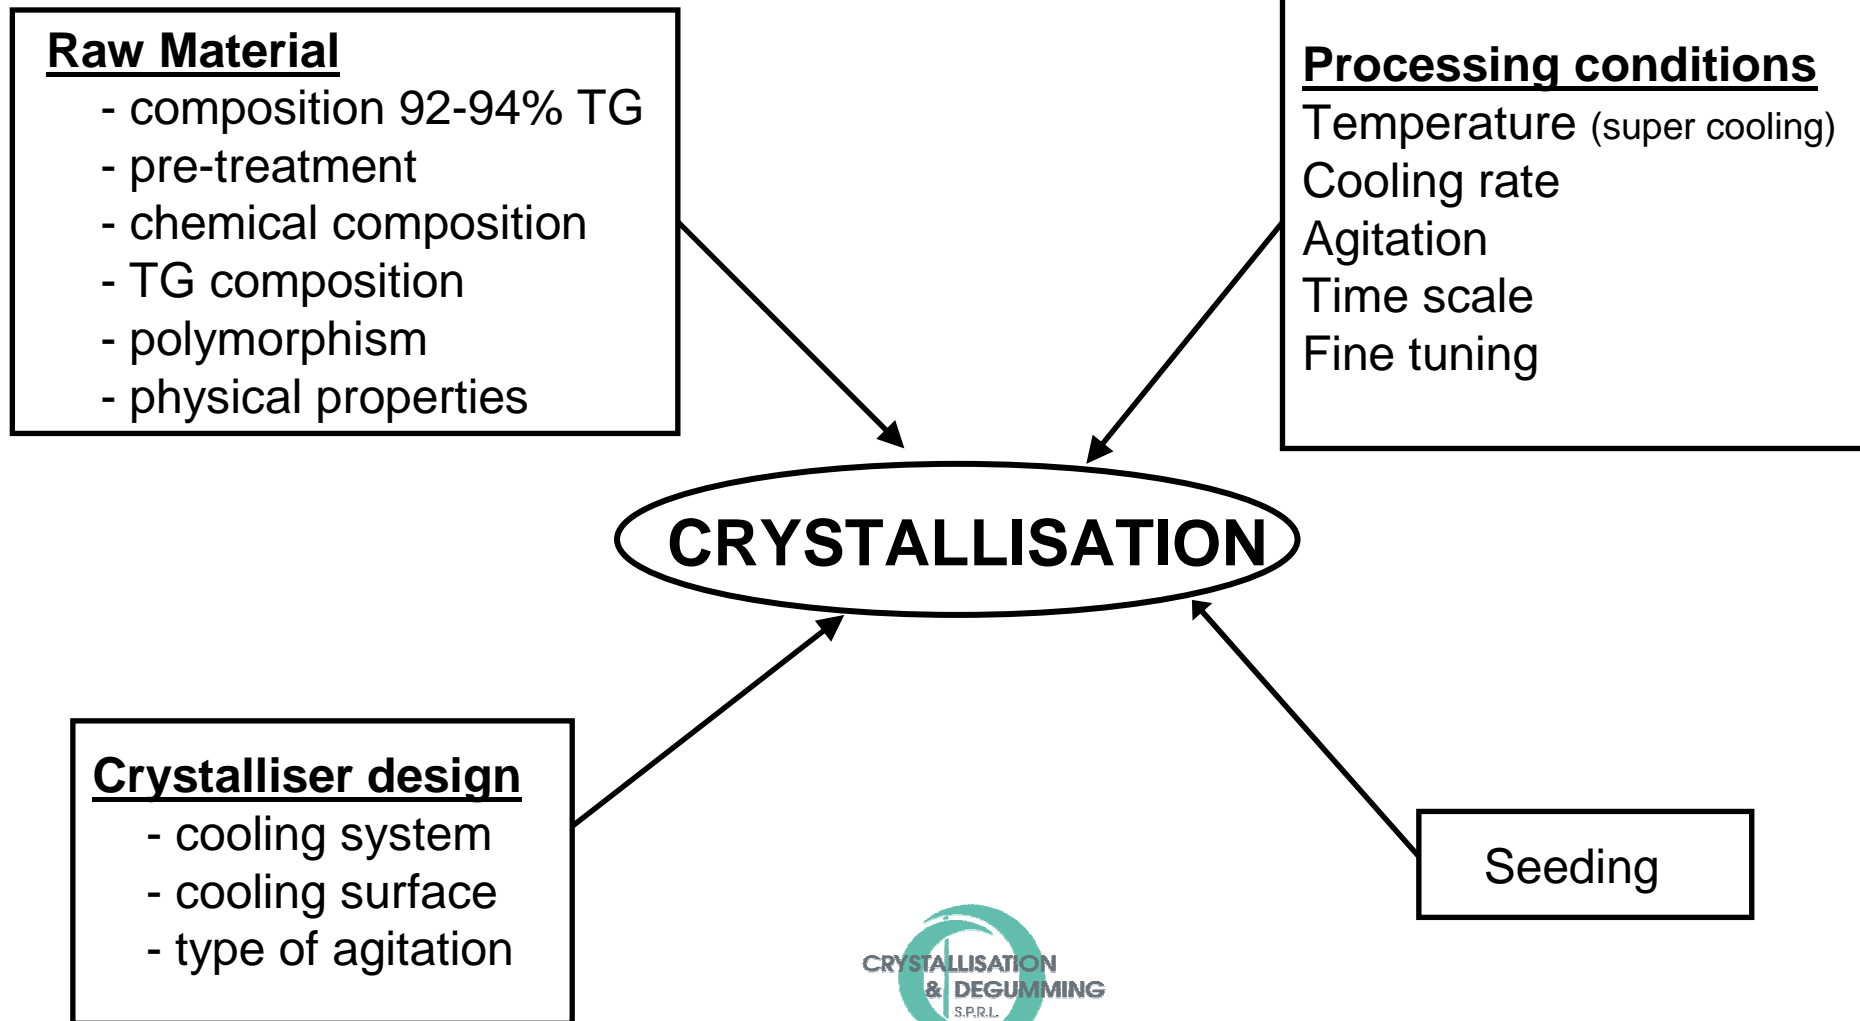 Raw Material
- composition 92-94% TG
- pre-treatment
- chemical composition
- TG composition
- polymorphism
- physical properties
Processing conditions
Temperature (super cooling)
Cooling rate
Agitation
Time scale
Fine tuning
CRYSTALLISATION
Crystalliser design
- cooling system
- cooling surface
- type of agitation
Seeding
CRYSTALLISATION
& DEGUMMING
S.P.R.L.